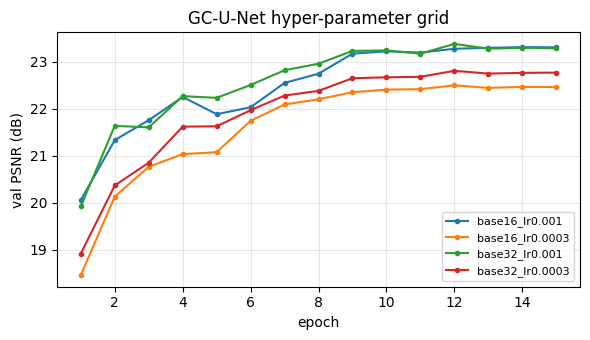 GC-U-Net hyper-parameter grid
val PSNR (dB)
23
22
21
20
19
2 4 6 8 10 12 14
epoch
base16_lr0.001
base16_lr0.0003
base32_lr0.001
base32_lr0.0003